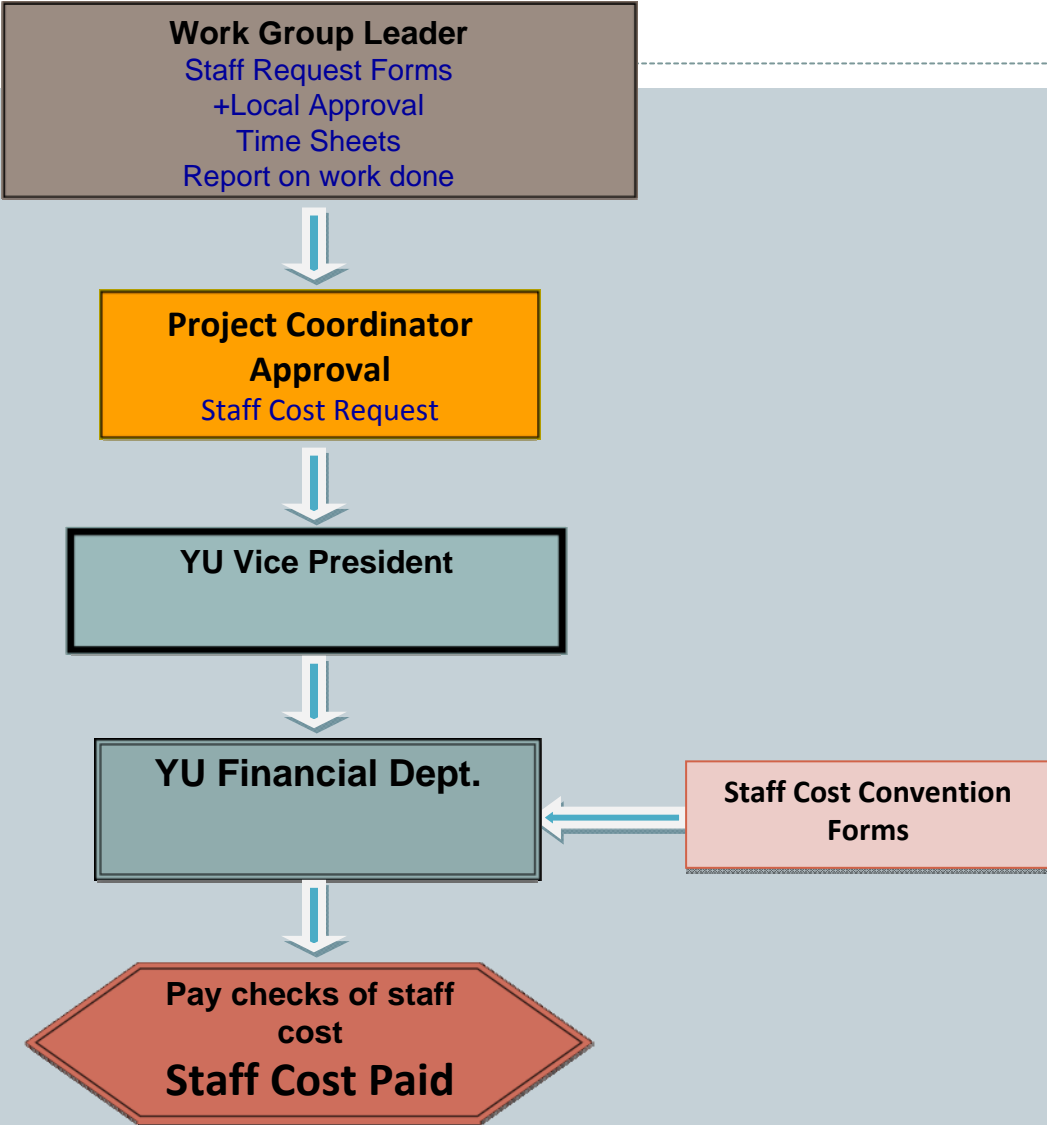 Work Group Leader
Staff Request Forms
+Local Approval
Time Sheets
Report on work done
Project Coordinator
Approval
Staff Cost Request
YU Vice President
YU Financial Dept.
Staff Cost Convention
Forms
Pay checks of staff
cost
Staff Cost Paid